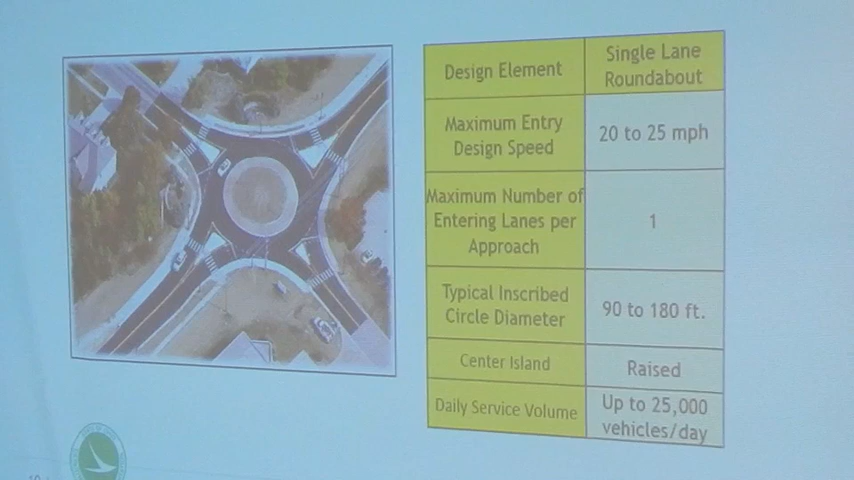 Design Element
Single Lane
Roundabout
Maximum Entry
Design Speed
20 to 25 mph
Maximum Number of
Entering Lanes per
Approach
1
Typical Inscribed
Circle Diameter
90 to 180 ft.
Center Island
Raised
Daily Service Volume
Up to 25,000
vehicles/day